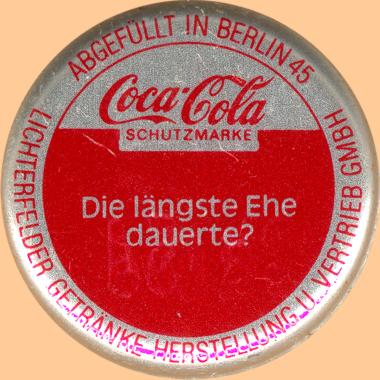 ABGEFÜLLT IN BERLIN 45
Coca-Cola
SCHUTZMARKE
Die längste Ehe
dauerte?
LICHTERFELDER GETRÄNKE-HERSTELLUNG U. VERTRIEB GMBH